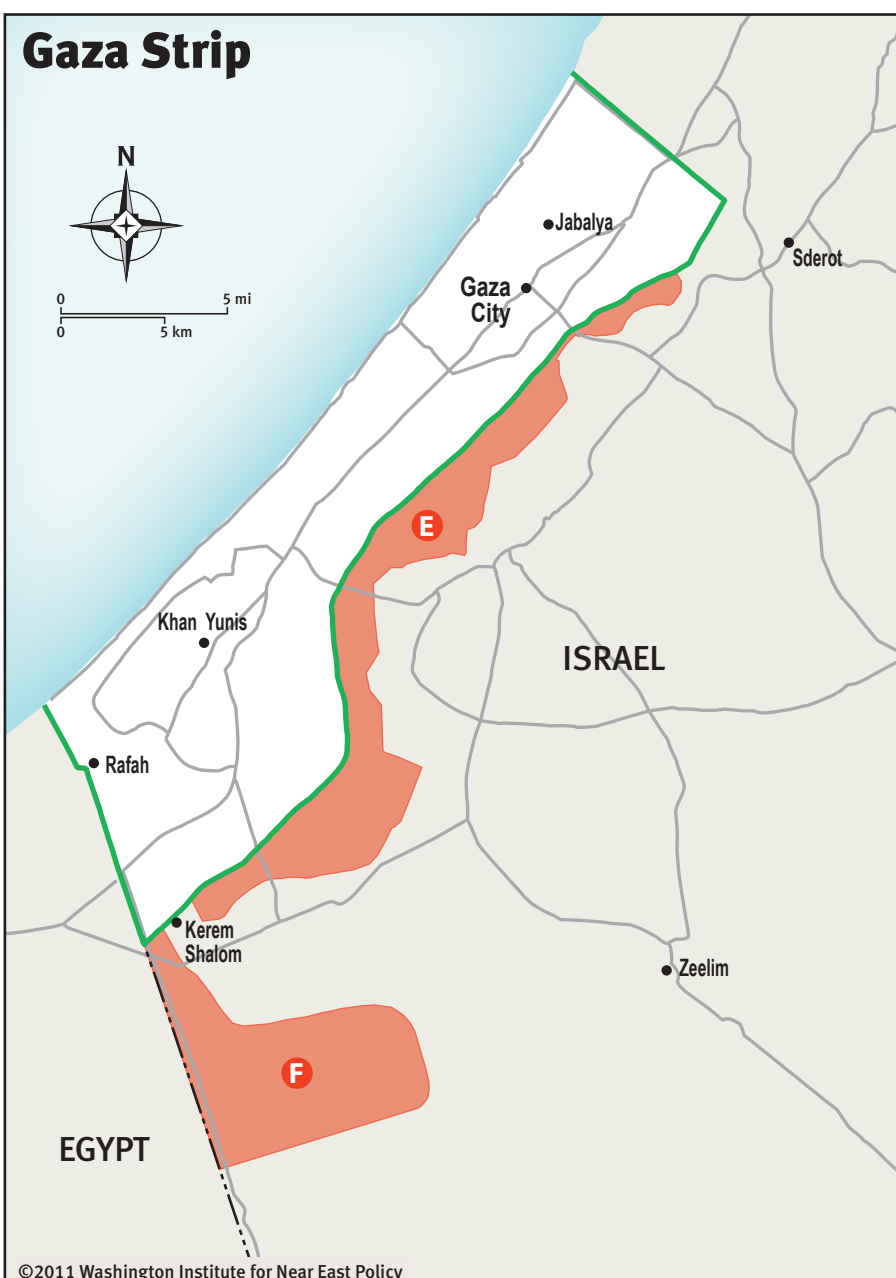 Gaza Strip
N
0 5 mi
0 5 km
Jabalya
Sderot
Gaza
City
E
Khan Yunis
ISRAEL
Rafah
Kerem
Shalom
Zeelim
F
EGYPT
©2011 Washington Institute for Near East Policy